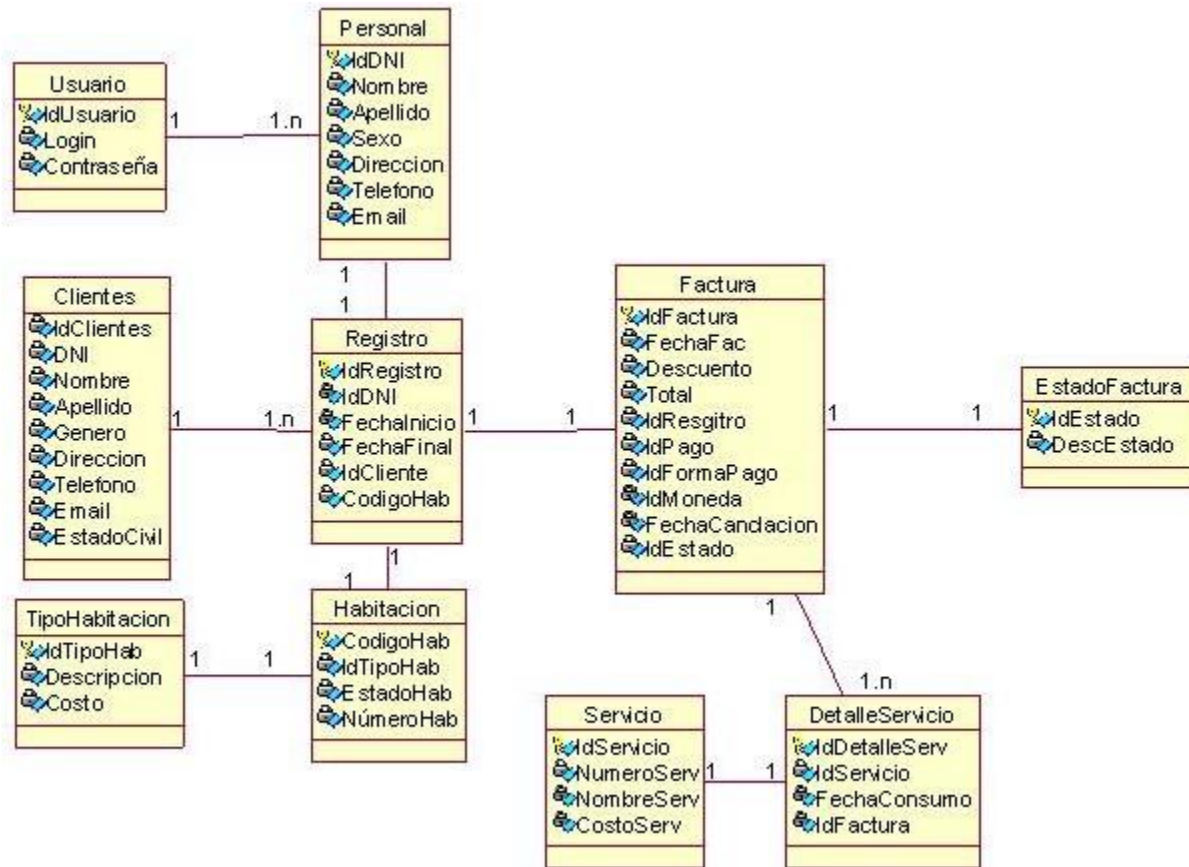 Personal
IdDNI
Nombre
Apellido
Sexo
Direccion
Telefono
Email
Usuario
IdUsuario
Login
Contraseña
1
1.n
1
1
Clientes
IdClientes
DNI
Nombre
Apellido
Genero
Direccion
Telefono
Email
EstadoCivil
1
1.n
Registro
IdRegistro
IdDNI
FechaInicio
FechaFinal
IdCliente
CodigoHab
1
1
Factura
IdFactura
FechaFac
Descuento
Total
IdResgitro
IdPago
IdFormaPago
IdMoneda
FechaCanclacion
IdEstado
1
1
EstadoFactura
IdEstado
DescEstado
1
1
TipoHabitacion
IdTipoHab
Descripcion
Costo
1
1
Habitacion
CodigoHab
IdTipoHab
EstadoHab
NúmeroHab
1
1.n
Servicio
IdServicio
NumeroServ
NombreServ
CostoServ
1
1
DetalleServicio
IdDetalleServ
IdServicio
FechaConsumo
IdFactura